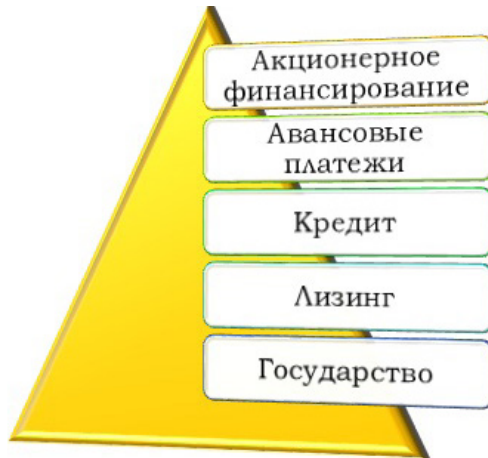 Акционерное
финансирование
Авансовые
платежи
Кредит
Лизинг
Государство